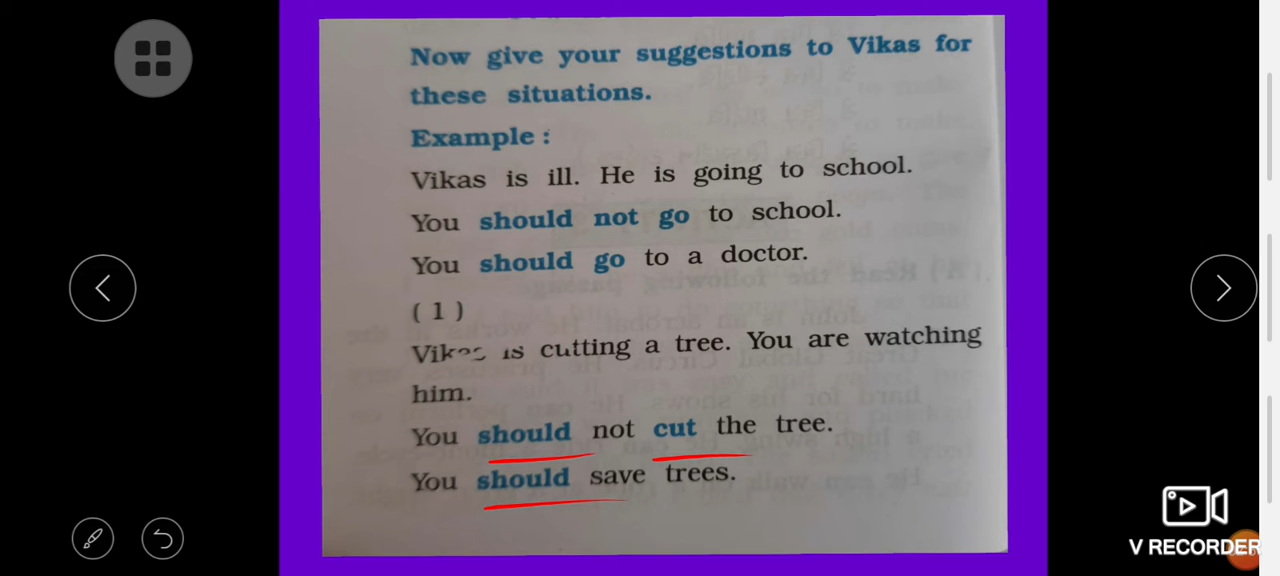 Now give your suggestions to Vikas for
these situations.
Example :
Vikas is ill. He is going to school.
You should not go to school.
You should go to a doctor.
( 1 )
Vikas is cutting a tree. You are watching
him.
You should not cut the tree.
You should save trees.
V RECORDER